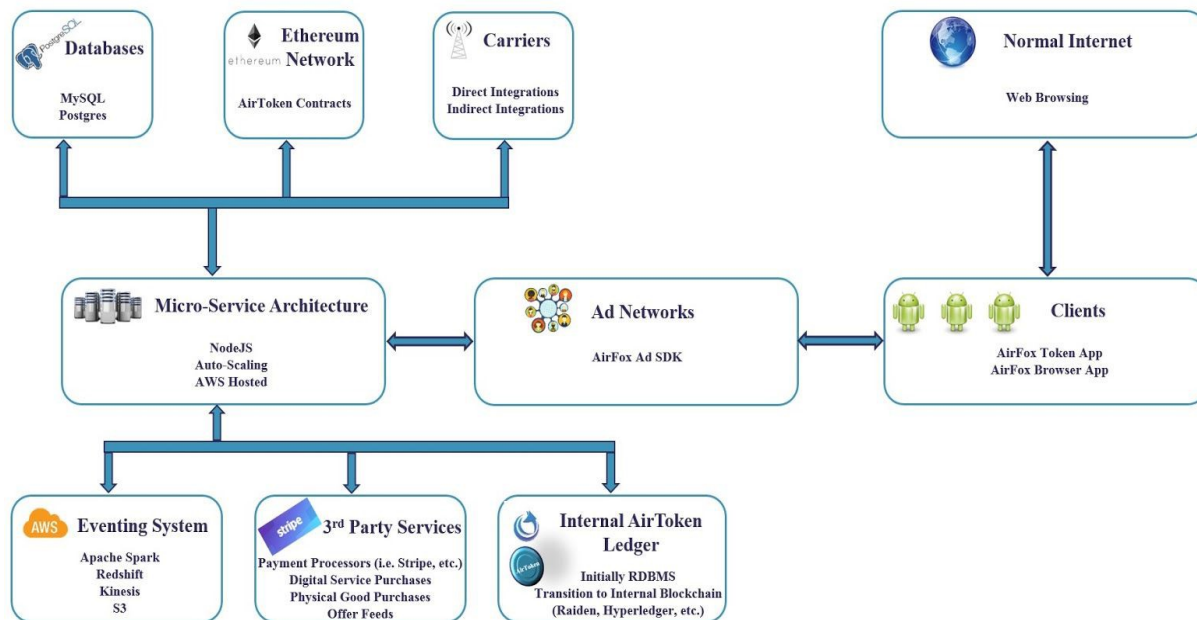 PostgreSQL
Databases
MySQL
Postgres
ethereum
Ethereum
Network
AirToken Contracts
Carriers
Direct Integrations
Indirect Integrations
Normal Internet
Web Browsing
Micro-Service Architecture
NodeJS
Auto-Scaling
AWS Hosted
Ad Networks
AirFox Ad SDK
Clients
AirFox Token App
AirFox Browser App
AWS
Eventing System
Apache Spark
Redshift
Kinesis
S3
stripe
3rd Party Services
Payment Processors (i.e. Stripe, etc.)
Digital Service Purchases
Physical Good Purchases
Offer Feeds
AirToken
Internal AirToken
Ledger
Initially RDBMS
Transition to Internal Blockchain
(Raiden, Hyperledger, etc.)